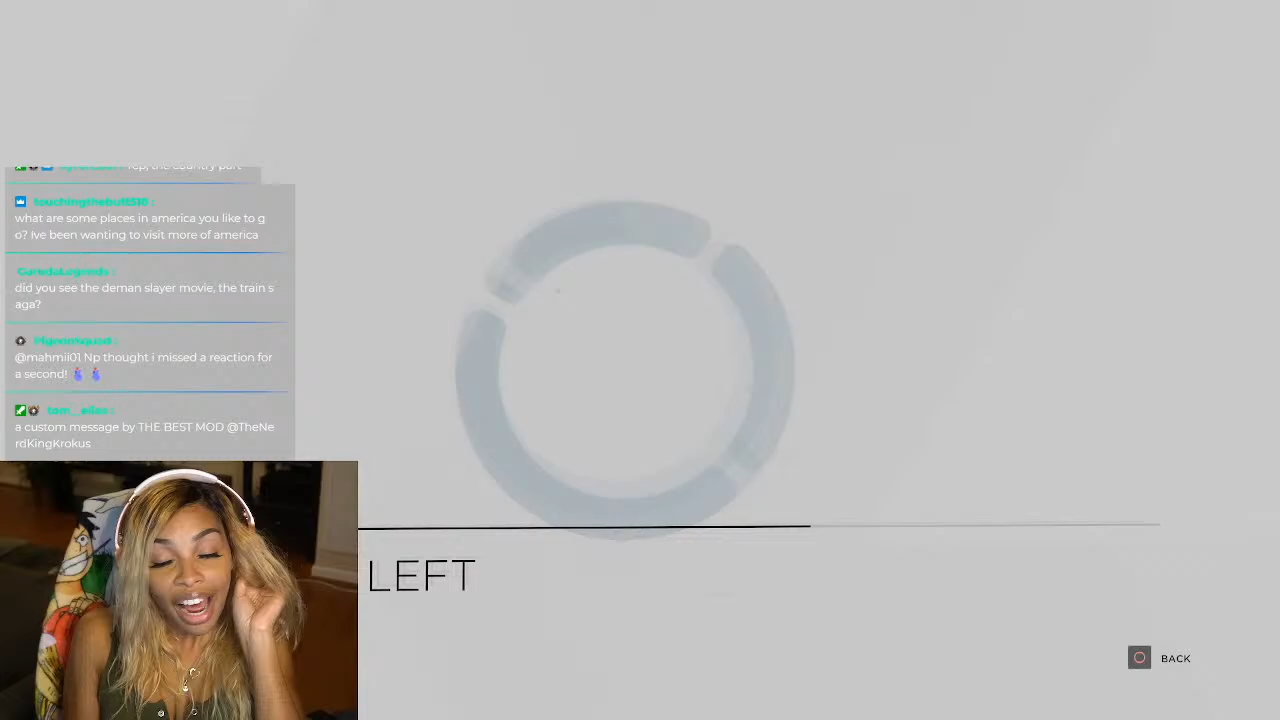 what are some places in america you like to g
o? Ive been wanting to visit more of america
GarudaLegends :
did you see the deman slayer movie, the train s
aga?
@mahmii01 Np thought i missed a reaction for
a second!
a custom message by THE BEST MOD @TheNe
rdKingKrokus
LEFT
BACK